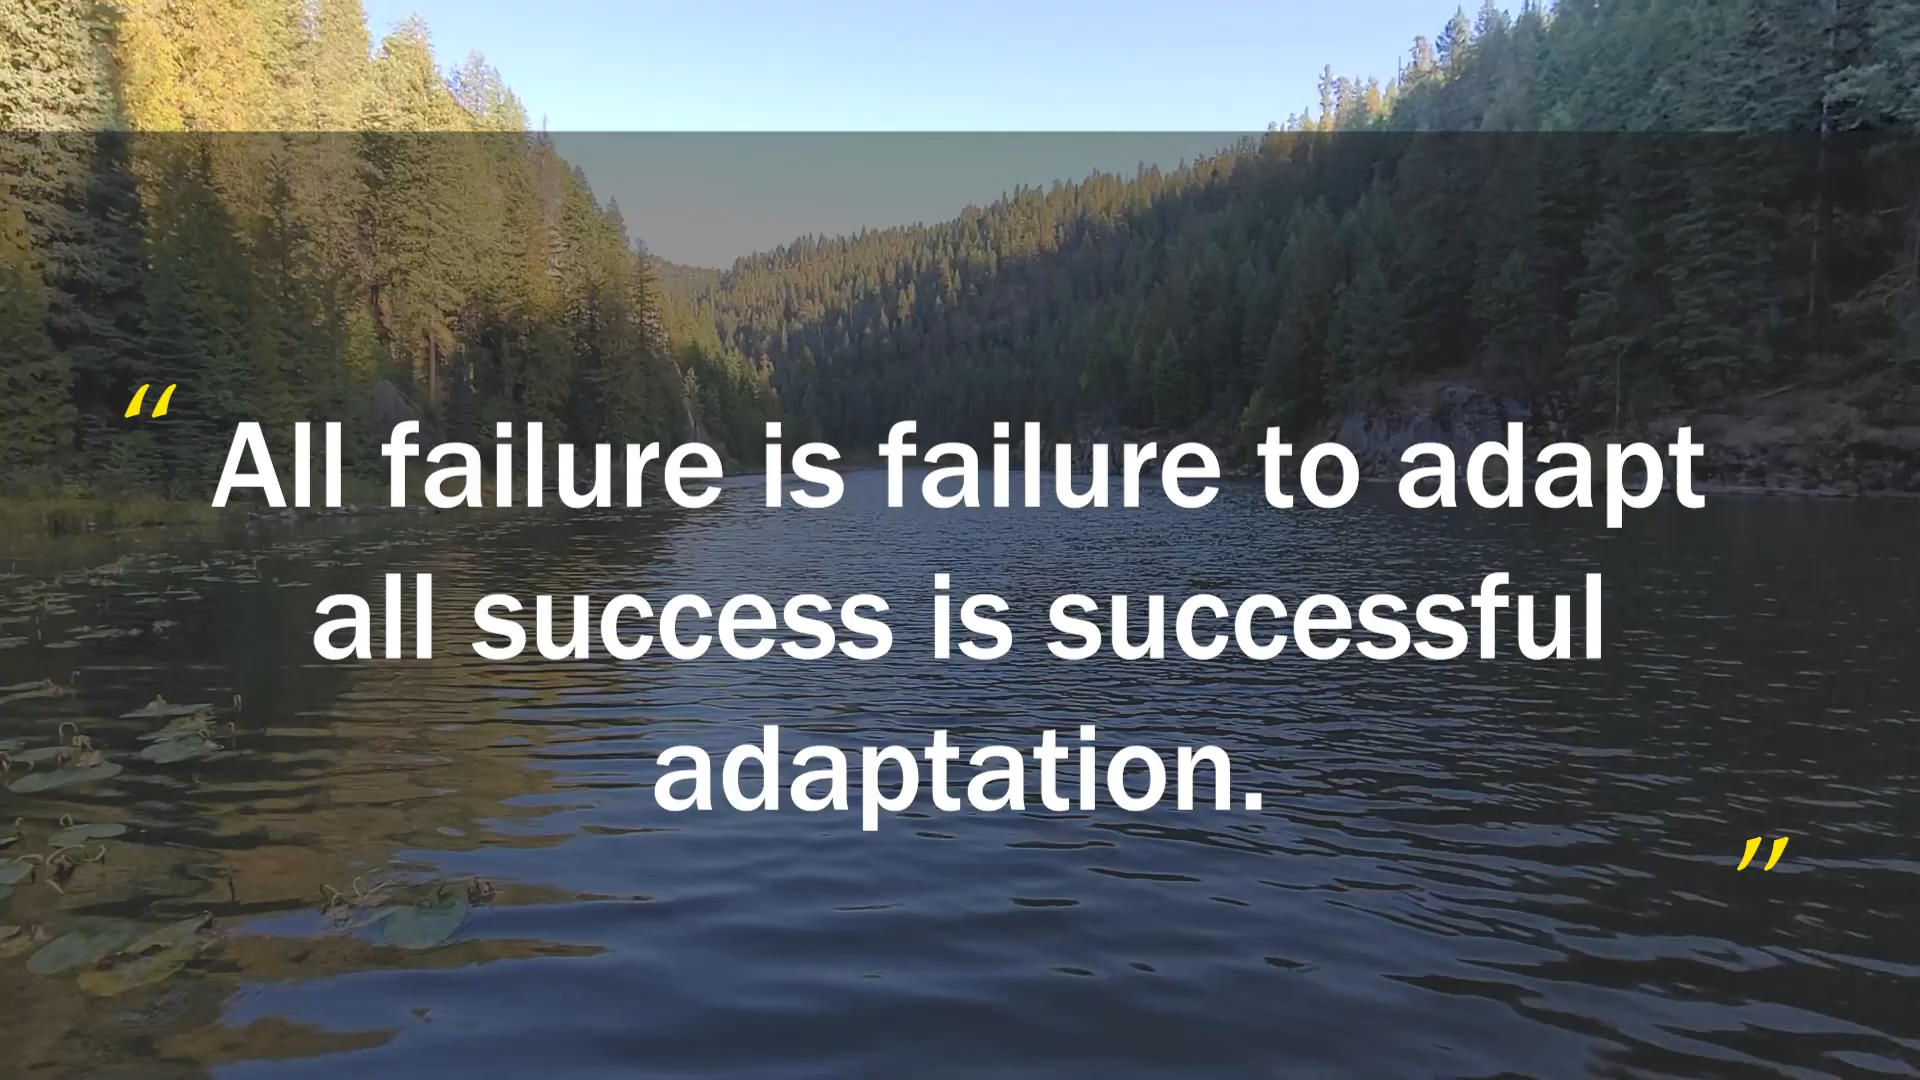 “ All failure is failure to adapt
all success is successful
adaptation. ”